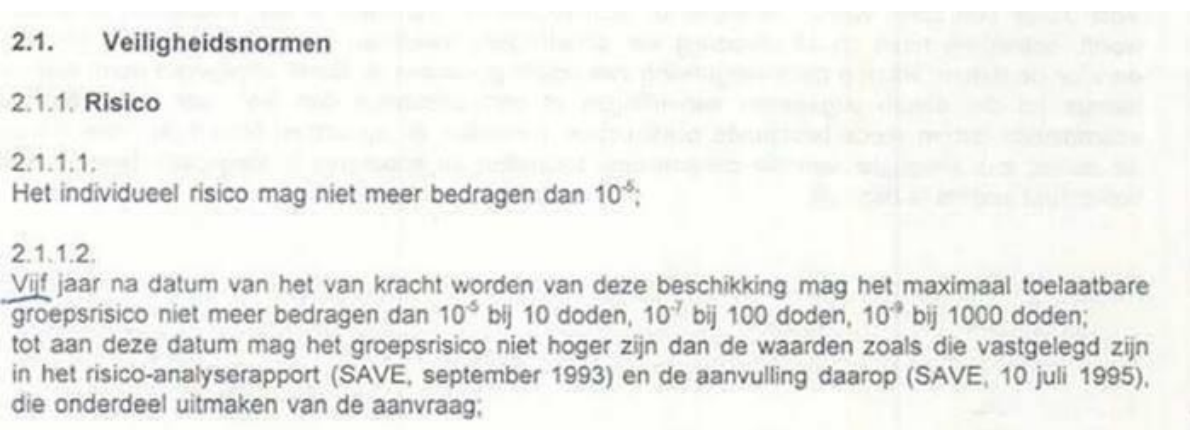 2.1. Veiligheidsnormen
2.1.1. Risico
2.1.1.1.
Het individueel risico mag niet meer bedragen dan 10⁻⁵;
2.1.1.2.
Vijf jaar na datum van het van kracht worden van deze beschikking mag het maximaal toelaatbare
groepsrisico niet meer bedragen dan 10⁻⁵ bij 10 doden, 10⁻⁷ bij 100 doden, 10⁻⁹ bij 1000 doden;
tot aan deze datum mag het groepsrisico niet hoger zijn dan de waarden zoals die vastgelegd zijn
in het risico-analyserapport (SAVE, september 1993) en de aanvulling daarop (SAVE, 10 juli 1995),
die onderdeel uitmaken van de aanvraag;